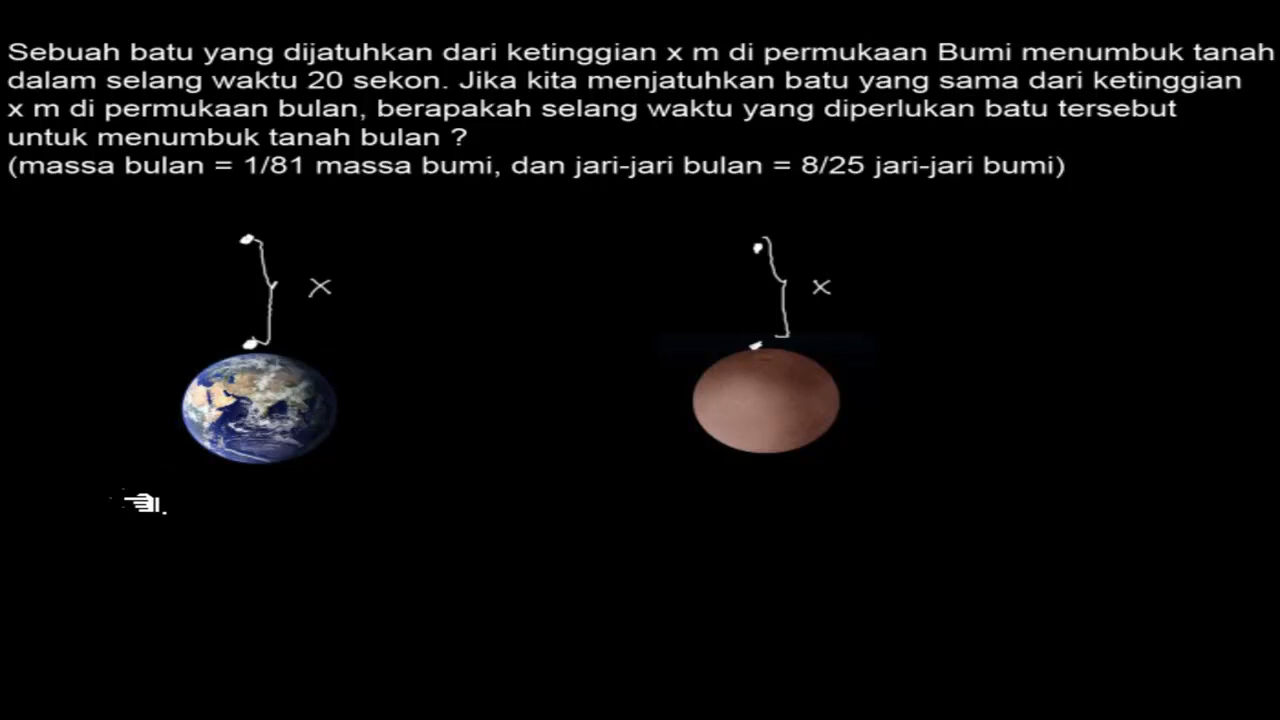 Sebuah batu yang dijatuhkan dari ketinggian x m di permukaan Bumi menumbuk tanah
dalam selang waktu 20 sekon. Jika kita menjatuhkan batu yang sama dari ketinggian
x m di permukaan bulan, berapakah selang waktu yang diperlukan batu tersebut
untuk menumbuk tanah bulan ?
(massa bulan = 1/81 massa bumi, dan jari-jari bulan = 8/25 jari-jari bumi)
x
x